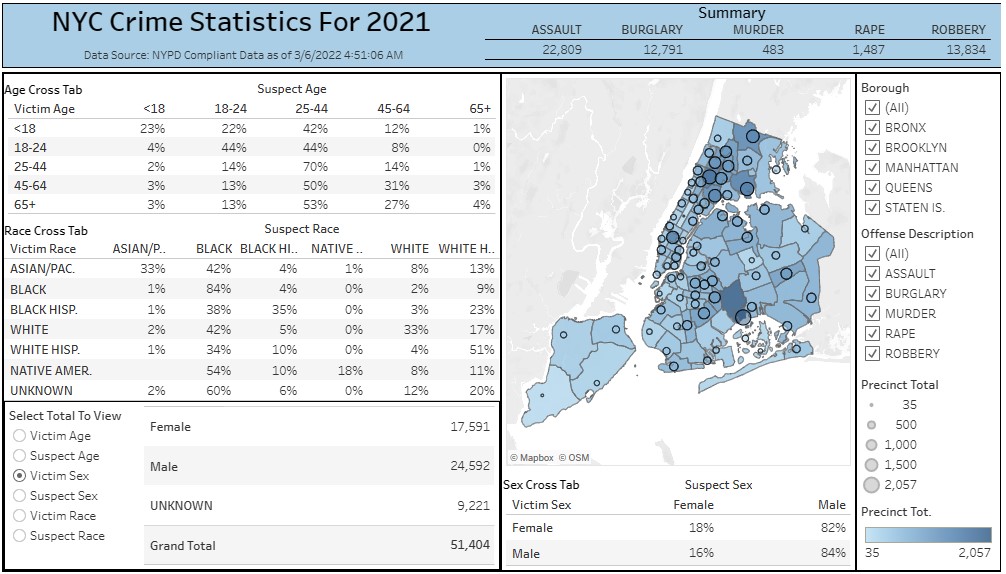 NYC Crime Statistics For 2021
Data Source: NYPD Compliant Data as of 3/6/2022 4:51:06 AM
Summary
ASSAULT BURGLARY MURDER RAPE ROBBERY
22,809 12,791 483 1,487 13,834
Age Cross Tab Suspect Age
Victim Age <18 18-24 25-44 45-64 65+
<18 23% 22% 42% 12% 1%
18-24 4% 44% 44% 8% 0%
25-44 2% 14% 70% 14% 1%
45-64 3% 13% 50% 31% 3%
65+ 3% 13% 53% 27% 4%
Race Cross Tab Suspect Race
Victim Race ASIAN/P.. BLACK BLACK HI.. NATIVE .. WHITE WHITE H..
ASIAN/PAC. 33% 42% 4% 1% 8% 13%
BLACK 1% 84% 4% 0% 2% 9%
BLACK HISP. 1% 38% 35% 0% 3% 23%
WHITE 2% 42% 5% 0% 33% 17%
WHITE HISP. 1% 34% 10% 0% 4% 51%
NATIVE AMER. 54% 10% 18% 8% 11%
UNKNOWN 2% 60% 6% 0% 12% 20%
Select Total To View
Victim Age
Suspect Age
Victim Sex
Suspect Sex
Victim Race
Suspect Race
Female 17,591
Male 24,592
UNKNOWN 9,221
Grand Total 51,404
© Mapbox © OSM
Sex Cross Tab Suspect Sex
Victim Sex Female Male
Female 18% 82%
Male 16% 84%
Borough
(All)
BRONX
BROOKLYN
MANHATTAN
QUEENS
STATEN IS.
Offense Description
(All)
ASSAULT
BURGLARY
MURDER
RAPE
ROBBERY
Precinct Total
35
500
1,000
1,500
2,057
Precinct Tot.
35 2,057